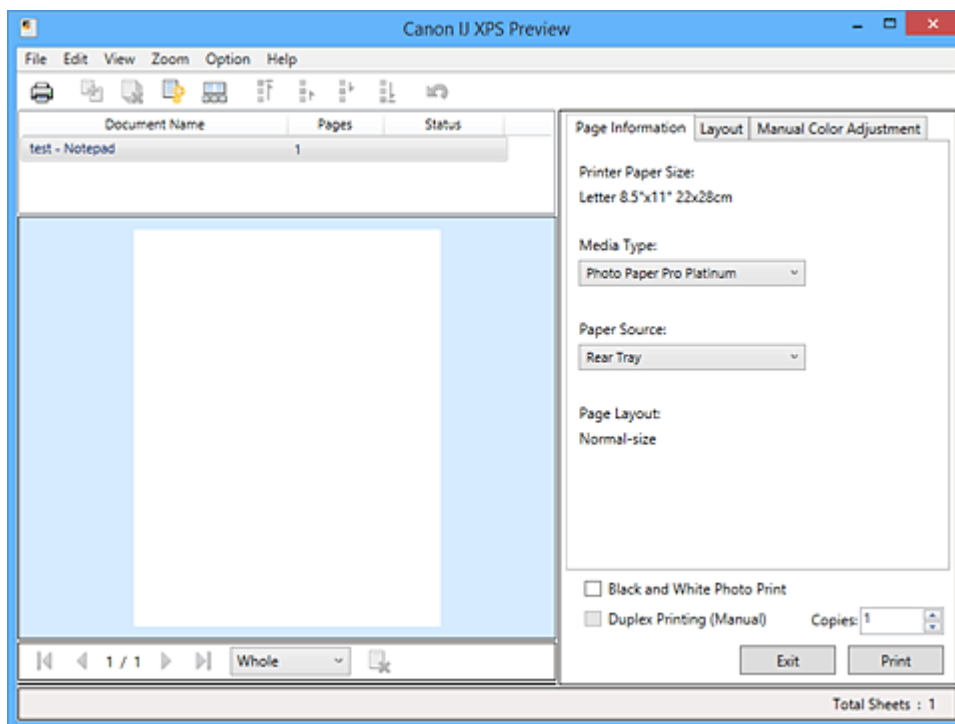 Canon IJ XPS Preview
File Edit View Zoom Option Help
Document Name Pages Status
test - Notepad 1
Page Information Layout Manual Color Adjustment
Printer Paper Size:
Letter 8.5"x11" 22x28cm
Media Type:
Photo Paper Pro Platinum
Paper Source:
Rear Tray
Page Layout:
Normal-size
Black and White Photo Print
Duplex Printing (Manual) Copies: 1
1 / 1 Whole
Exit Print
Total Sheets : 1